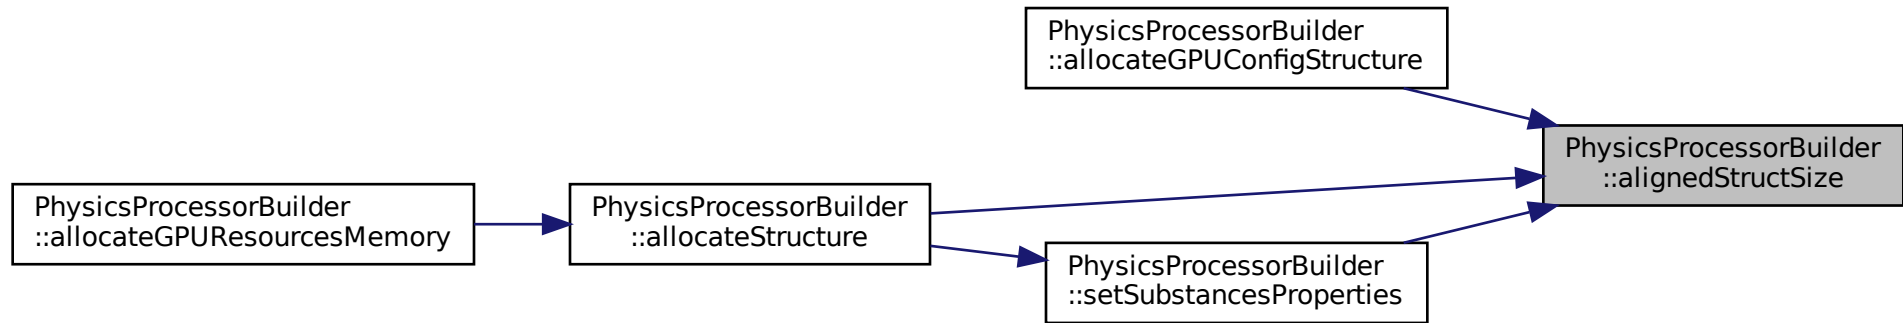 PhysicsProcessorBuilder
::allocateGPUConfigStructure
PhysicsProcessorBuilder
::alignedStructSize
PhysicsProcessorBuilder
::allocateGPUResourcesMemory
PhysicsProcessorBuilder
::allocateStructure
PhysicsProcessorBuilder
::setSubstancesProperties